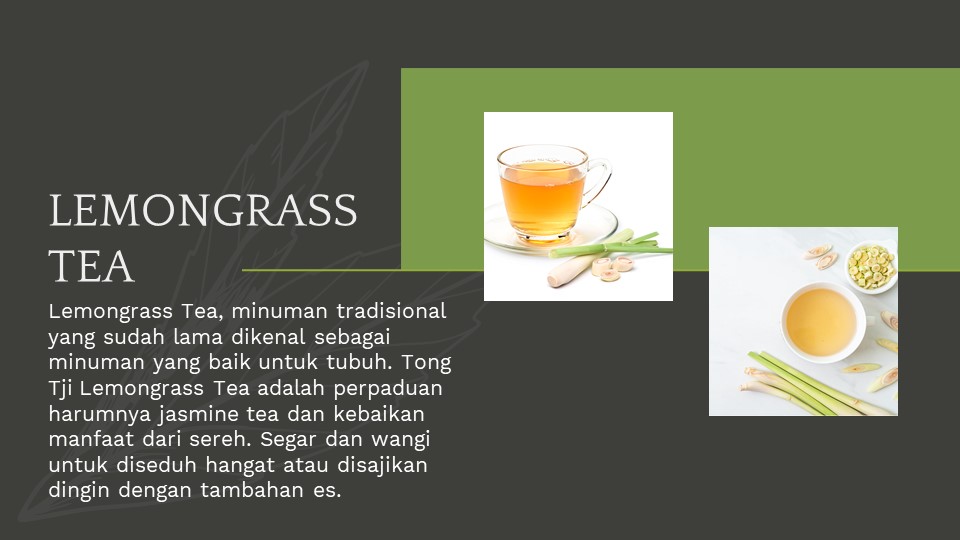 LEMONGRASS
TEA
Lemongrass Tea, minuman tradisional
yang sudah lama dikenal sebagai
minuman yang baik untuk tubuh. Tong
Tji Lemongrass Tea adalah perpaduan
harumnya jasmine tea dan kebaikan
manfaat dari sereh. Segar dan wangi
untuk diseduh hangat atau disajikan
dingin dengan tambahan es.